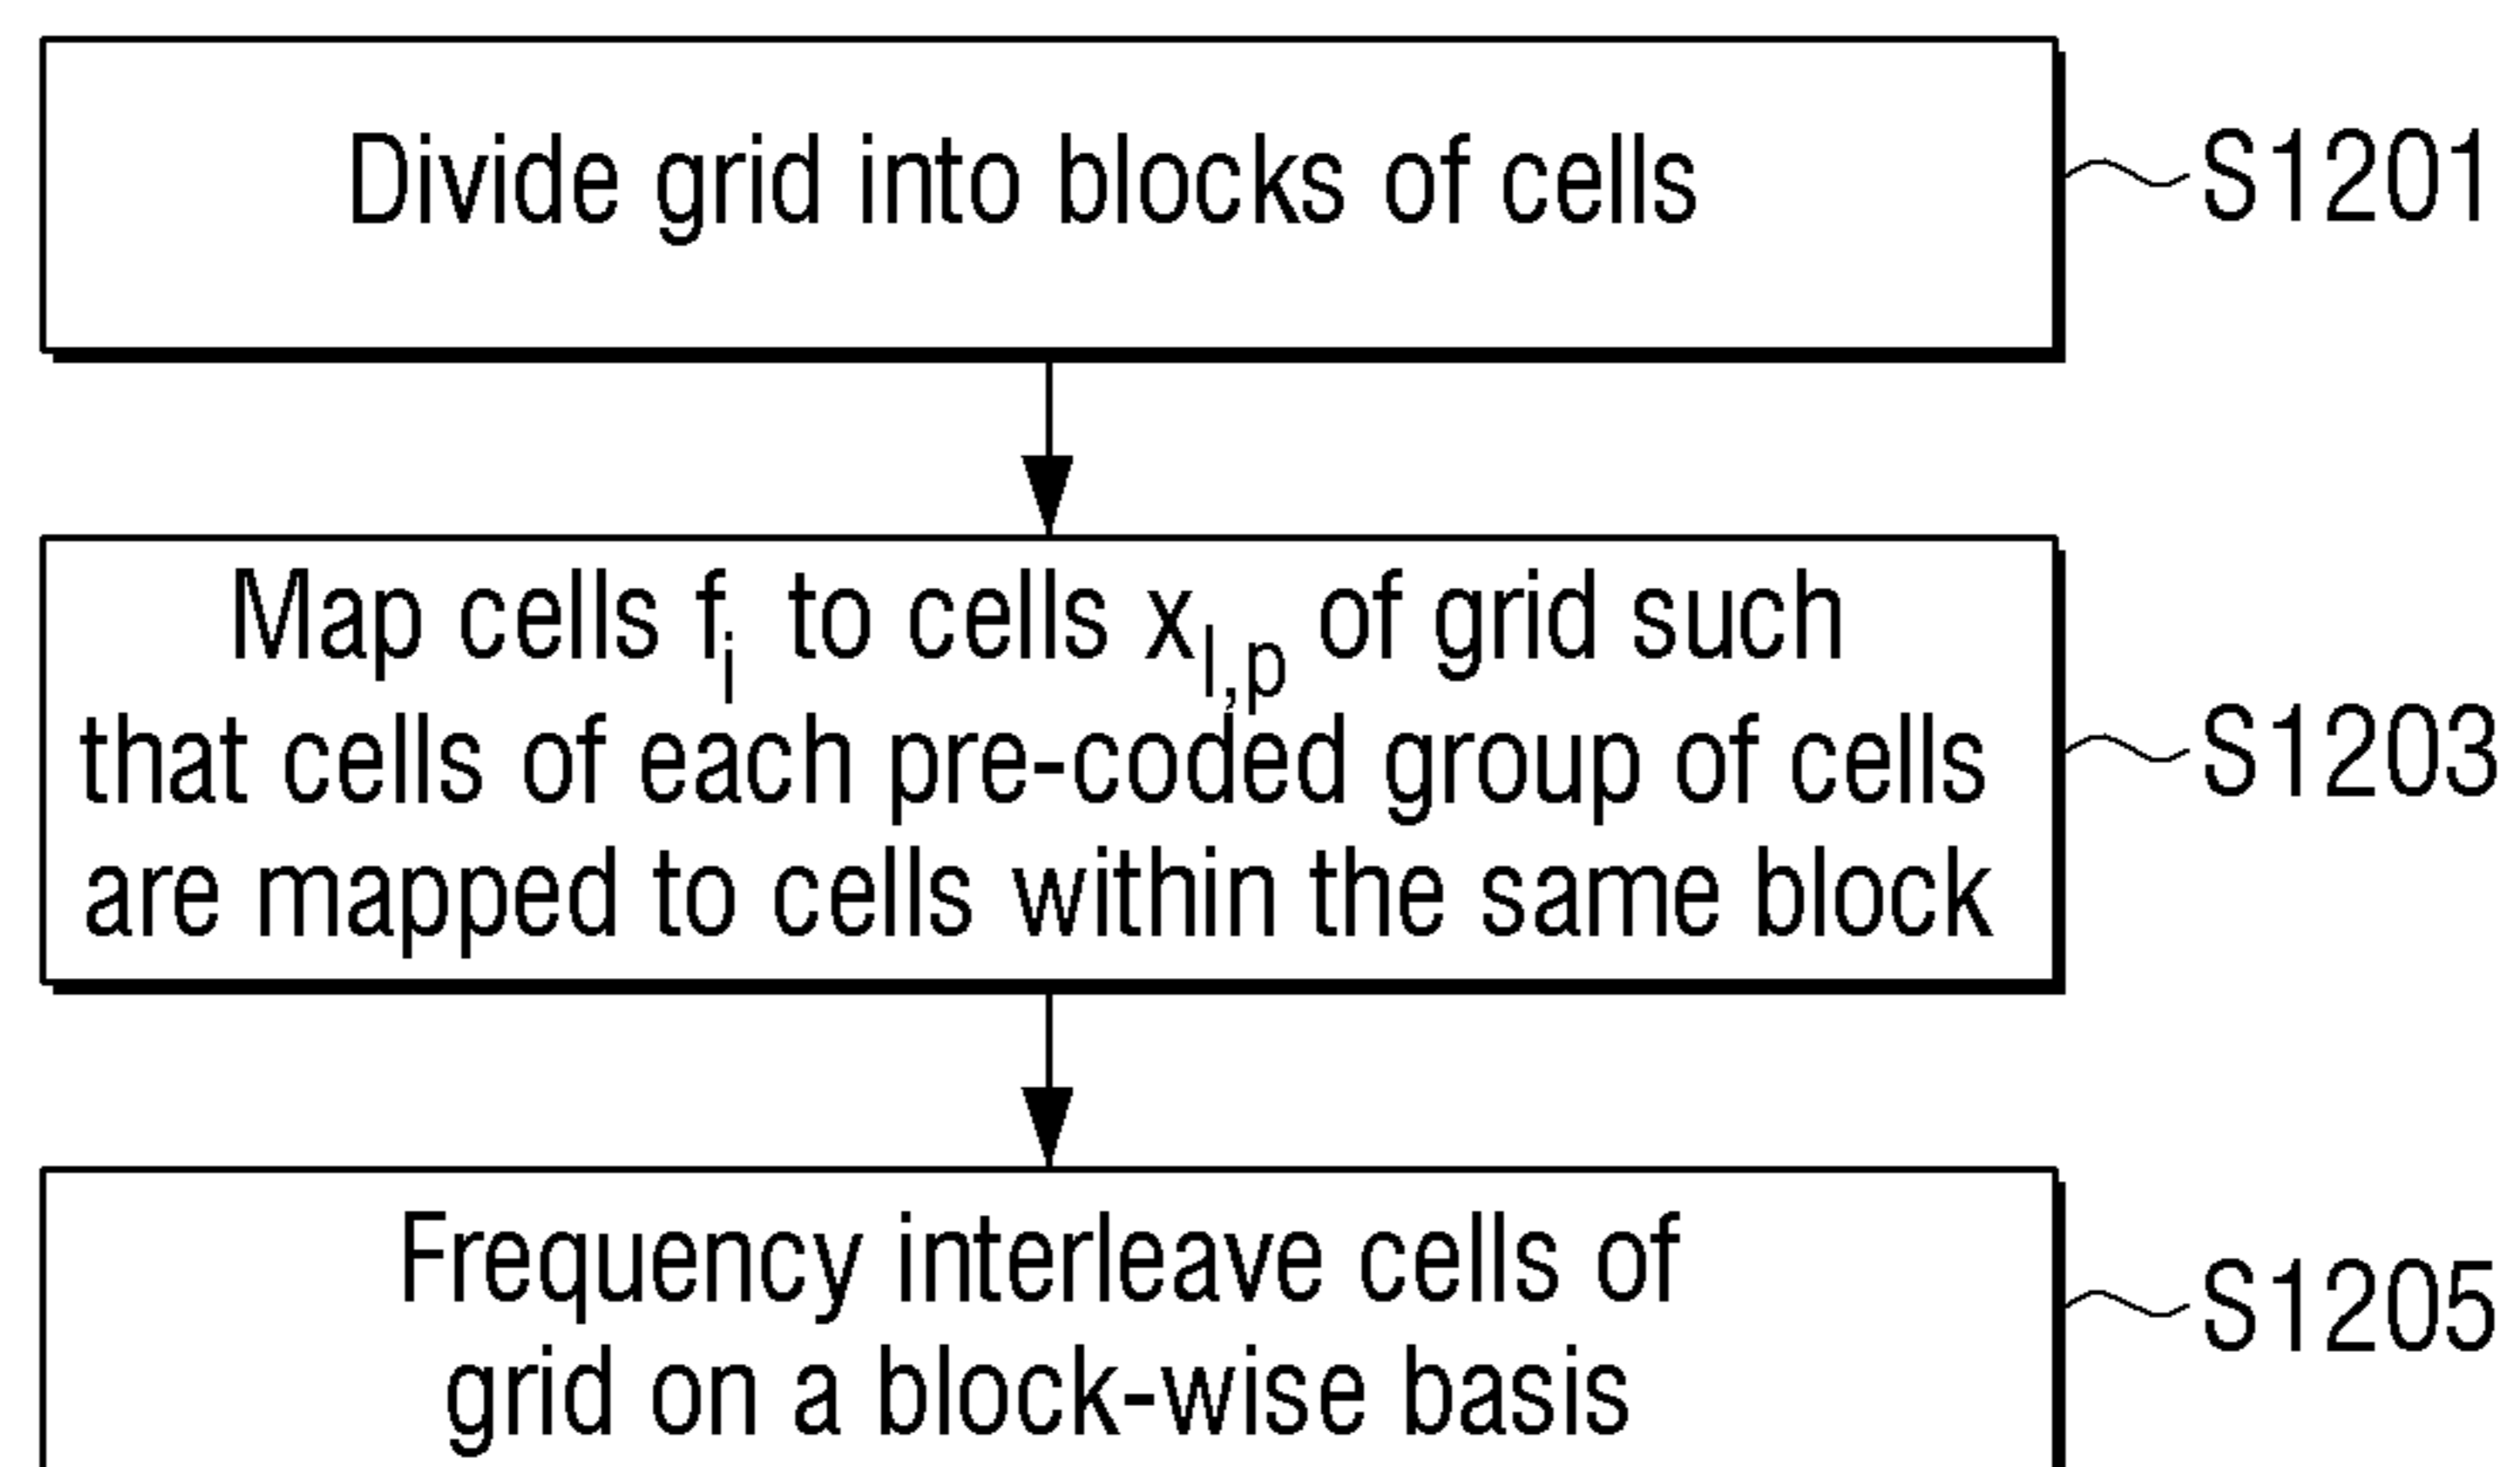 Divide grid into blocks of cells
S1201
Map cells fᵢ to cells x_l,p of grid such
that cells of each pre-coded group of cells
are mapped to cells within the same block
S1203
Frequency interleave cells of
grid on a block-wise basis
S1205